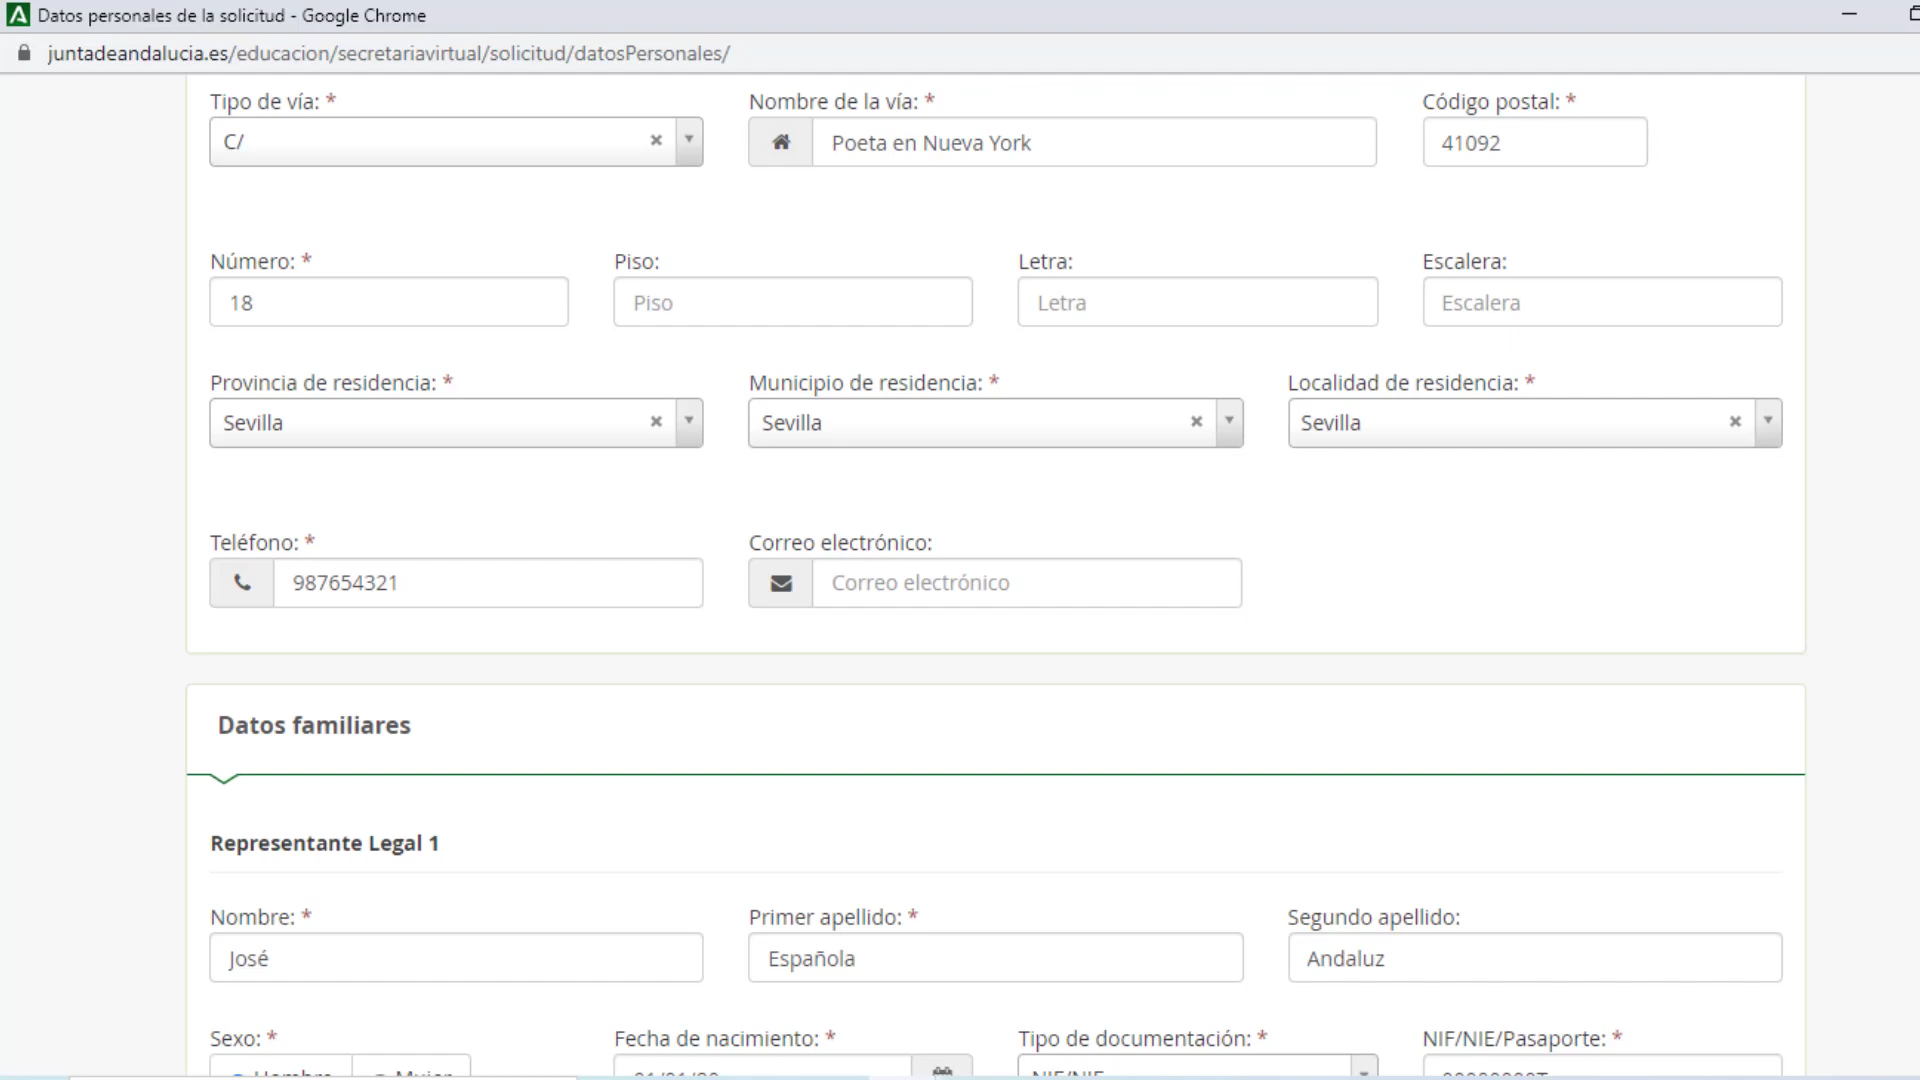 Datos personales de la solicitud - Google Chrome
juntadeandalucia.es/educacion/secretariavirtual/solicitud/datosPersonales/
Tipo de vía: * Nombre de la vía: * Código postal: *
C/ Poeta en Nueva York 41092
Número: * Piso: Letra: Escalera:
18 Piso Letra Escalera
Provincia de residencia: * Municipio de residencia: * Localidad de residencia: *
Sevilla Sevilla Sevilla
Teléfono: * Correo electrónico:
987654321 Correo electrónico
Datos familiares
Representante Legal 1
Nombre: * Primer apellido: * Segundo apellido:
José Española Andaluz
Sexo: * Fecha de nacimiento: * Tipo de documentación: * NIF/NIE/Pasaporte: *
Hombre Mujer NIF/NIE